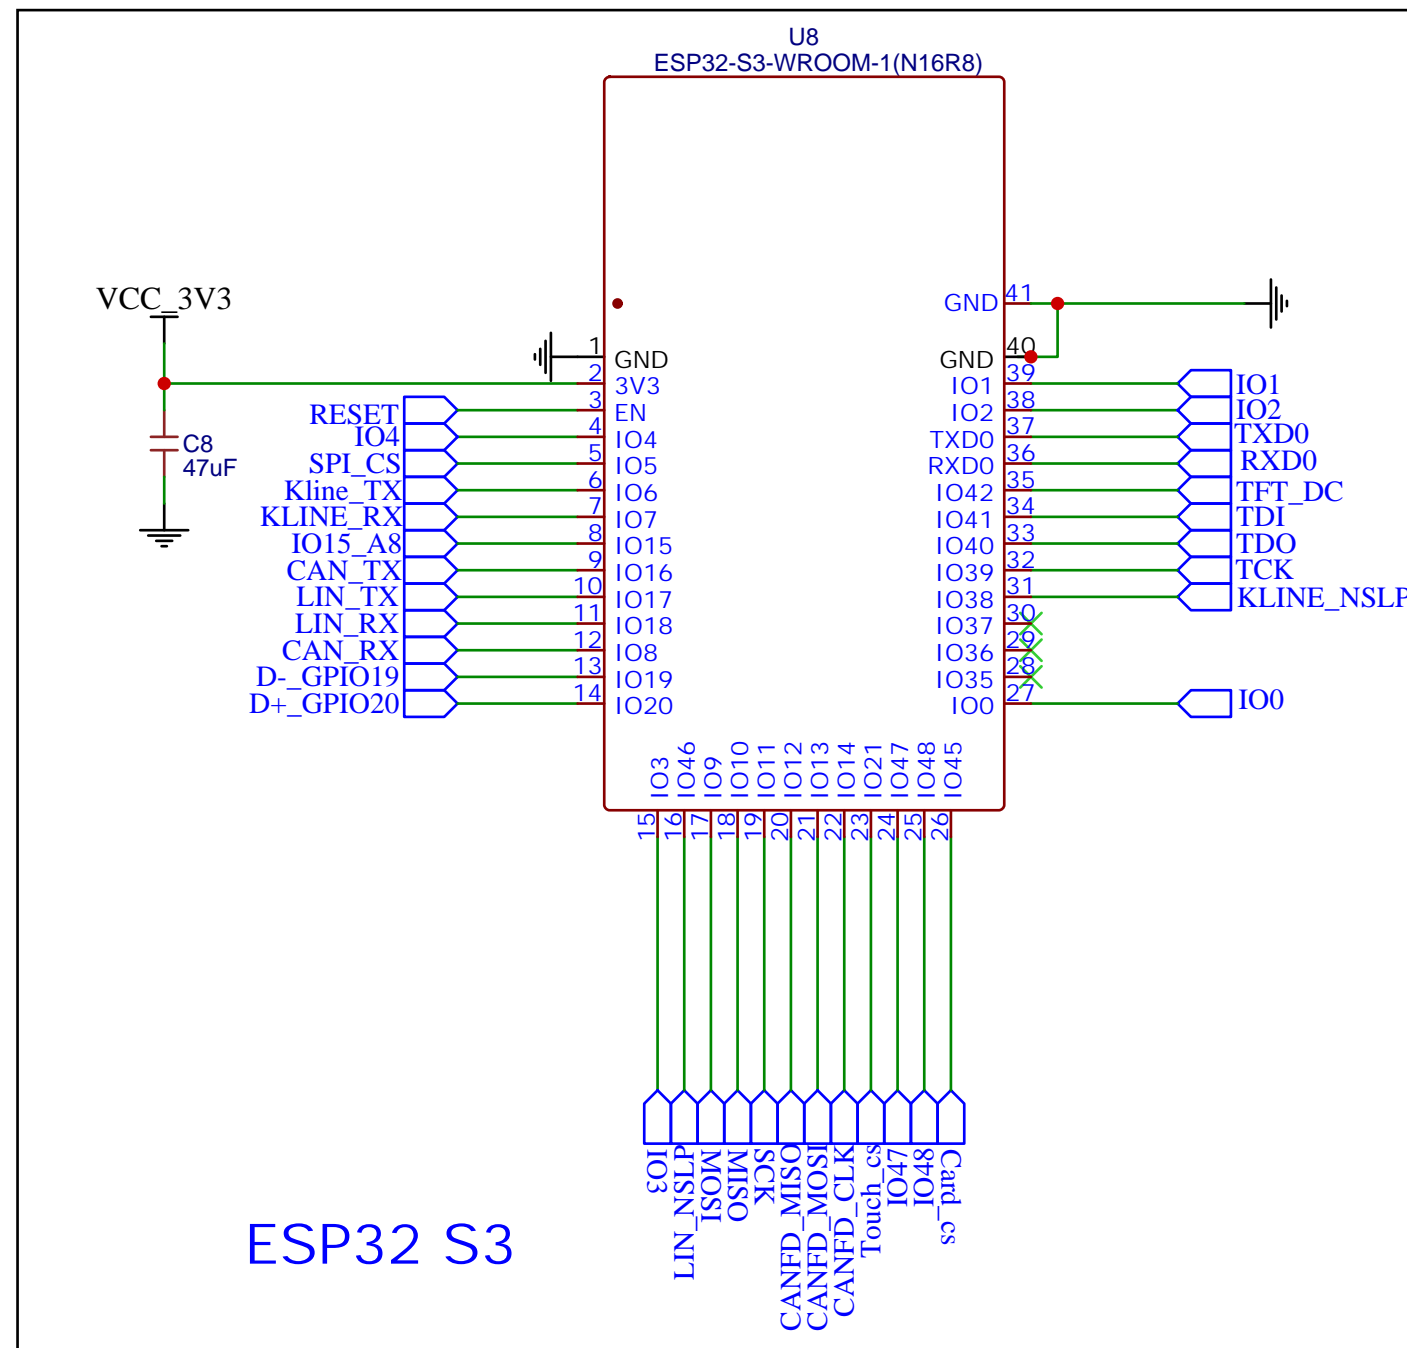 U8
ESP32-S3-WROOM-1(N16R8)
VCC_3V3
C8
47uF
RESET
IO4
SPI_CS
Kline_TX
KLINE_RX
IO15_A8
CAN_TX
LIN_TX
LIN_RX
CAN_RX
D-_GPIO19
D+_GPIO20
1 GND
2 3V3
3 EN
4 IO4
5 IO5
6 IO6
7 IO7
8 IO15
9 IO16
10 IO17
11 IO18
12 IO8
13 IO19
14 IO20
GND 41
GND 40
IO1 39
IO2 38
TXD0 37
RXD0 36
IO42 35
IO41 34
IO40 33
IO39 32
IO38 31
IO37 30
IO36 29
IO35 28
IO0 27
IO1
IO2
TXD0
RXD0
TFT_DC
TDI
TDO
TCK
KLINE_NSLP
IO0
IO3 15
IO46 16
IO9 17
IO10 18
IO11 19
IO12 20
IO13 21
IO14 22
IO21 23
IO47 24
IO48 25
IO45 26
IO3
LIN_NSLP
MOSI
MISO
SCK
CANFD_MISO
CANFD_MOSI
CANFD_CLK
Touch_cs
IO47
IO48
Card_cs
ESP32 S3